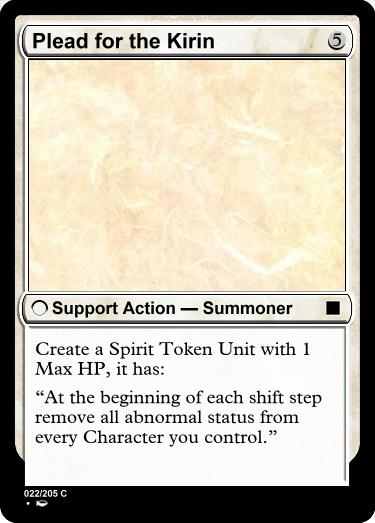 Plead for the Kirin 5
Support Action — Summoner
Create a Spirit Token Unit with 1
Max HP, it has:
“At the beginning of each shift step
remove all abnormal status from
every Character you control.”
022/205 C